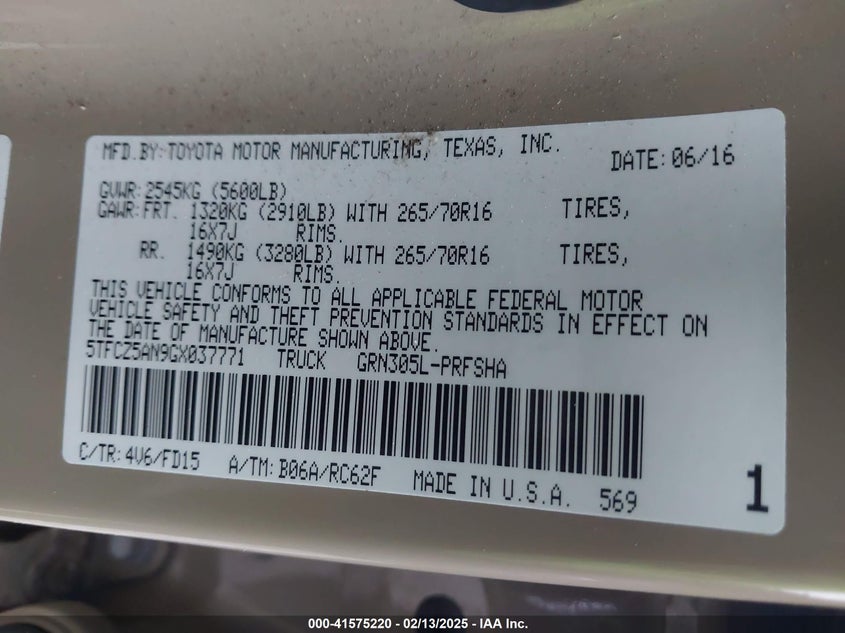 MFD.BY:TOYOTA MOTOR MANUFACTURING, TEXAS, INC. DATE:06/16
GVWR:2545KG (5600LB)
GAWR:FRT. 1320KG (2910LB) WITH 265/70R16 TIRES,
16X7J RIMS.
RR. 1490KG (3280LB) WITH 265/70R16 TIRES,
16X7J RIMS.
THIS VEHICLE CONFORMS TO ALL APPLICABLE FEDERAL MOTOR
VEHICLE SAFETY AND THEFT PREVENTION STANDARDS IN EFFECT ON
THE DATE OF MANUFACTURE SHOWN ABOVE.
5TFCZ5AN9GX037771 TRUCK GRN305L-PRFSHA
C/TR:4V6/FD15 A/TM:B06A/RC62F MADE IN U.S.A. 569 1
000-41575220 - 02/13/2025 - IAA Inc.